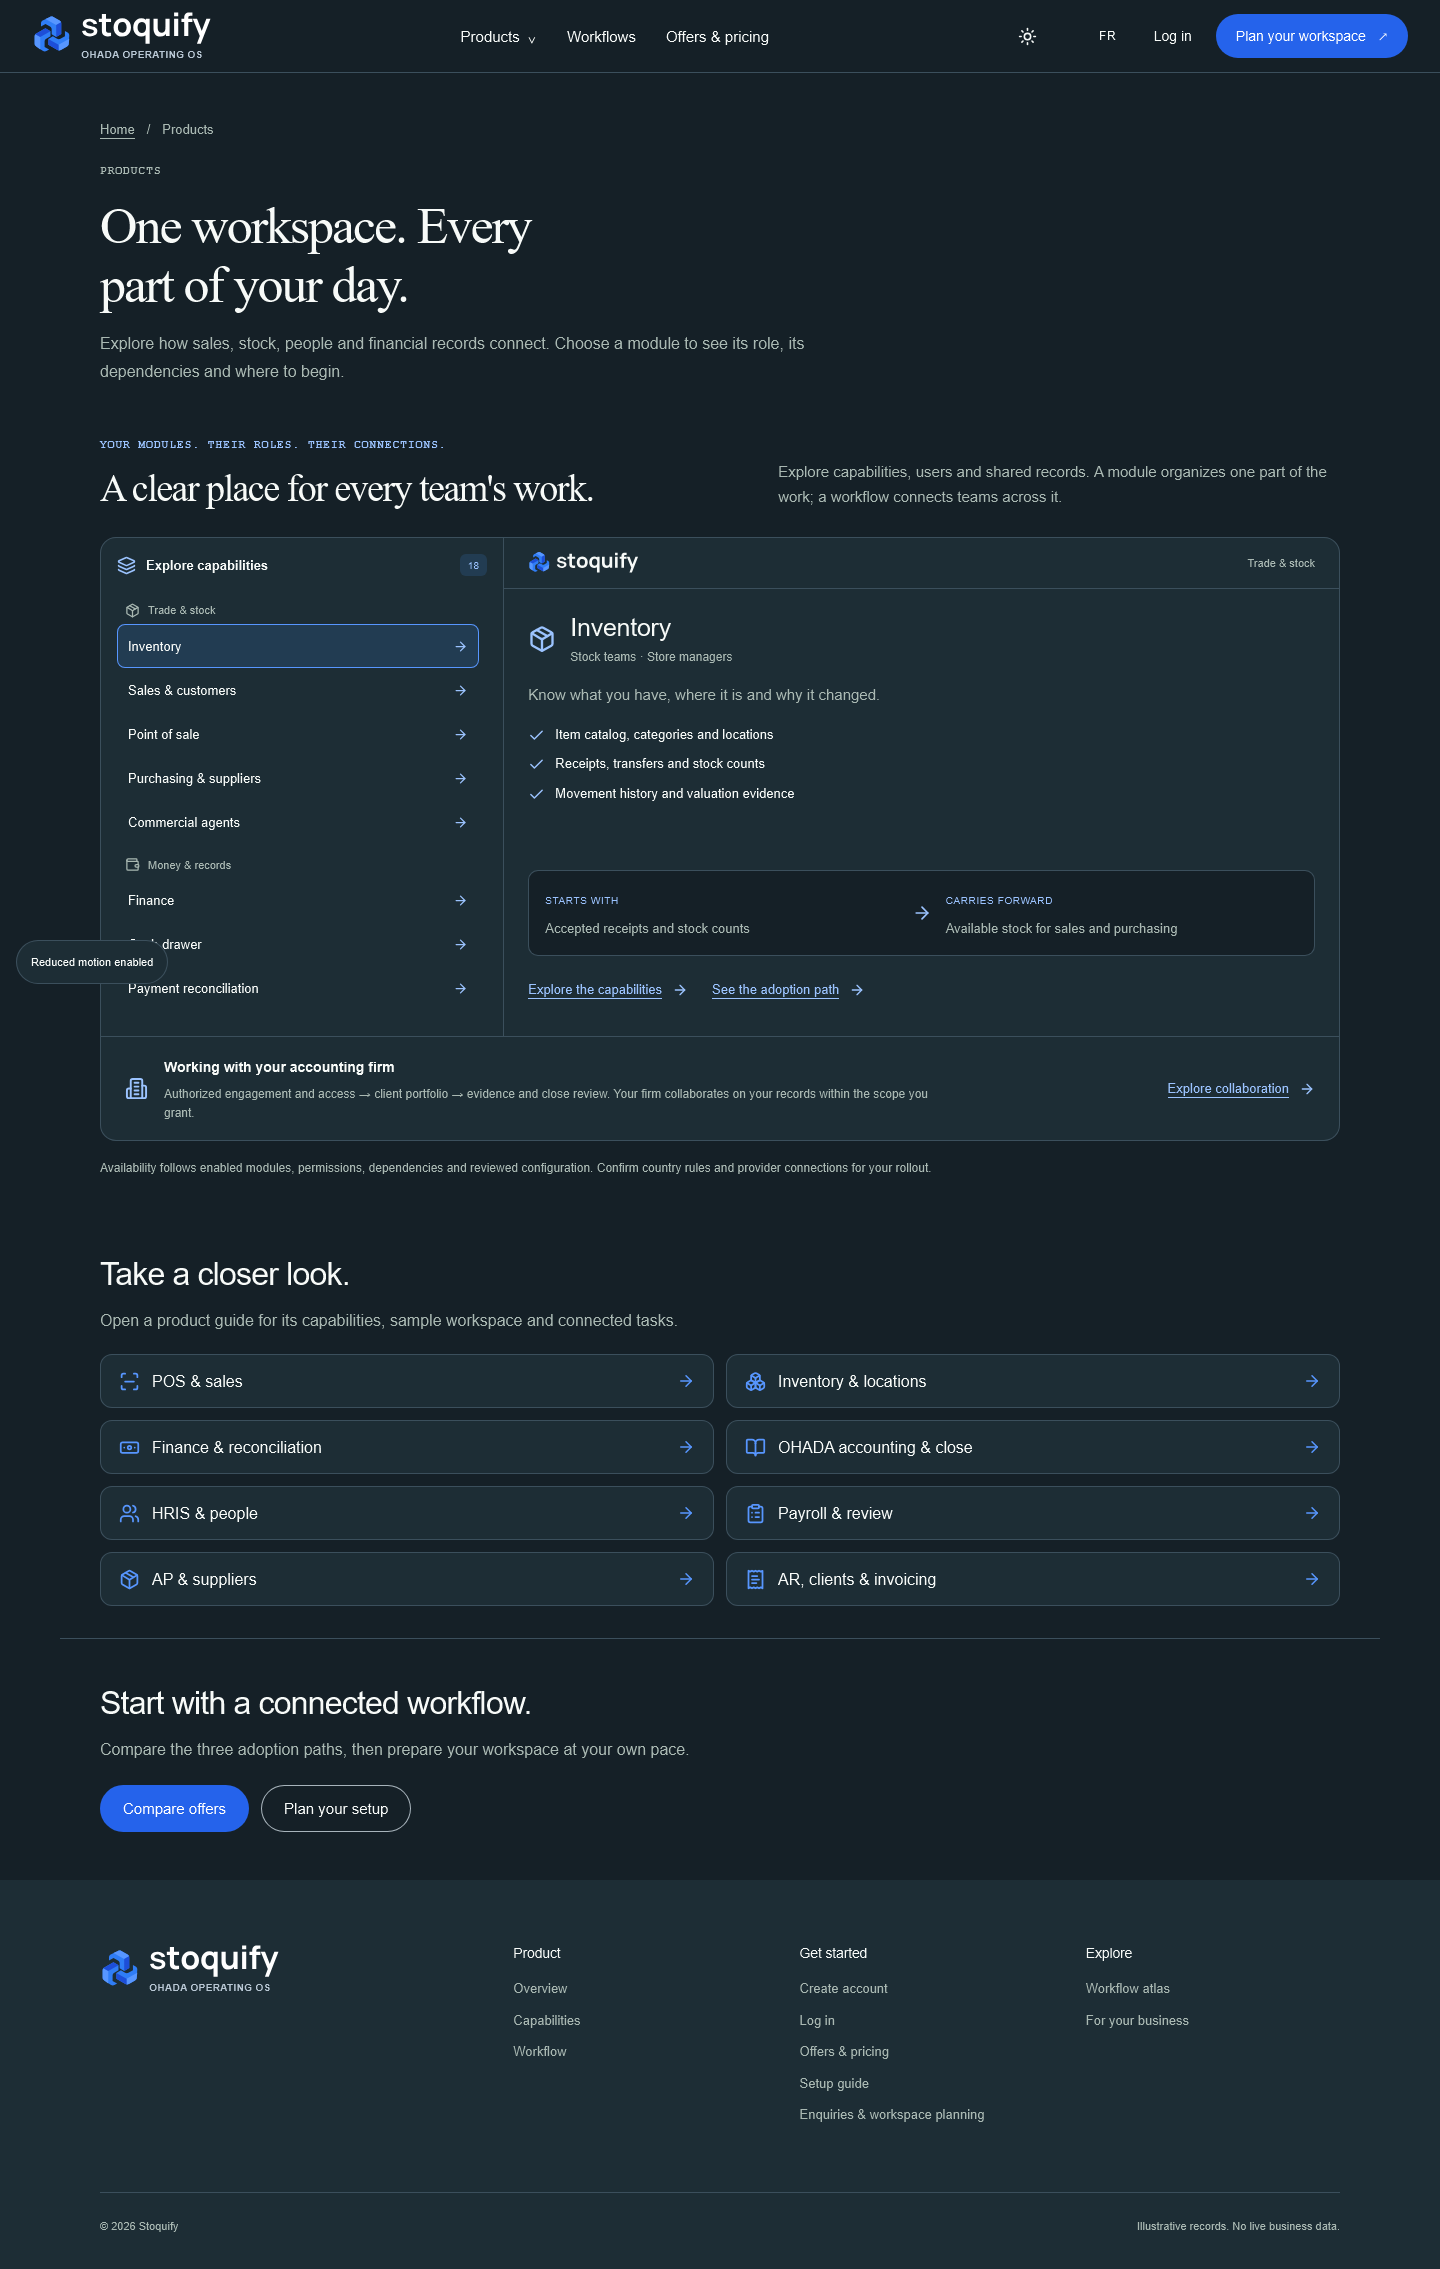 stoquify
OHADA OPERATING OS
Products
Workflows
Offers & pricing
FR
Log in
Plan your workspace ↗
Home / Products
PRODUCTS
One workspace. Every
part of your day.
Explore how sales, stock, people and financial records connect. Choose a module to see its role, its
dependencies and where to begin.
YOUR MODULES. THEIR ROLES. THEIR CONNECTIONS.
A clear place for every team's work.
Explore capabilities, users and shared records. A module organizes one part of the
work; a workflow connects teams across it.
Explore capabilities
18
Trade & stock
Inventory
Sales & customers
Point of sale
Purchasing & suppliers
Commercial agents
Money & records
Finance
drawer
Reduced motion enabled
Payment reconciliation
stoquify
Trade & stock
Inventory
Stock teams · Store managers
Know what you have, where it is and why it changed.
Item catalog, categories and locations
Receipts, transfers and stock counts
Movement history and valuation evidence
STARTS WITH
Accepted receipts and stock counts
CARRIES FORWARD
Available stock for sales and purchasing
Explore the capabilities
See the adoption path
Working with your accounting firm
Authorized engagement and access → client portfolio → evidence and close review. Your firm collaborates on your records within the scope you
grant.
Explore collaboration
Availability follows enabled modules, permissions, dependencies and reviewed configuration. Confirm country rules and provider connections for your rollout.
Take a closer look.
Open a product guide for its capabilities, sample workspace and connected tasks.
POS & sales
Inventory & locations
Finance & reconciliation
OHADA accounting & close
HRIS & people
Payroll & review
AP & suppliers
AR, clients & invoicing
Start with a connected workflow.
Compare the three adoption paths, then prepare your workspace at your own pace.
Compare offers
Plan your setup
stoquify
OHADA OPERATING OS
Product
Overview
Capabilities
Workflow
Get started
Create account
Log in
Offers & pricing
Setup guide
Enquiries & workspace planning
Explore
Workflow atlas
For your business
© 2026 Stoquify
Illustrative records. No live business data.